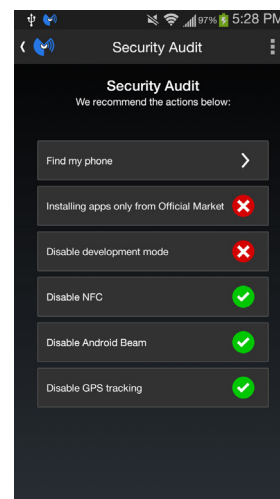 97% 5:28 PM
Security Audit
Security Audit
We recommend the actions below:
Find my phone
Installing apps only from Official Market
Disable development mode
Disable NFC
Disable Android Beam
Disable GPS tracking